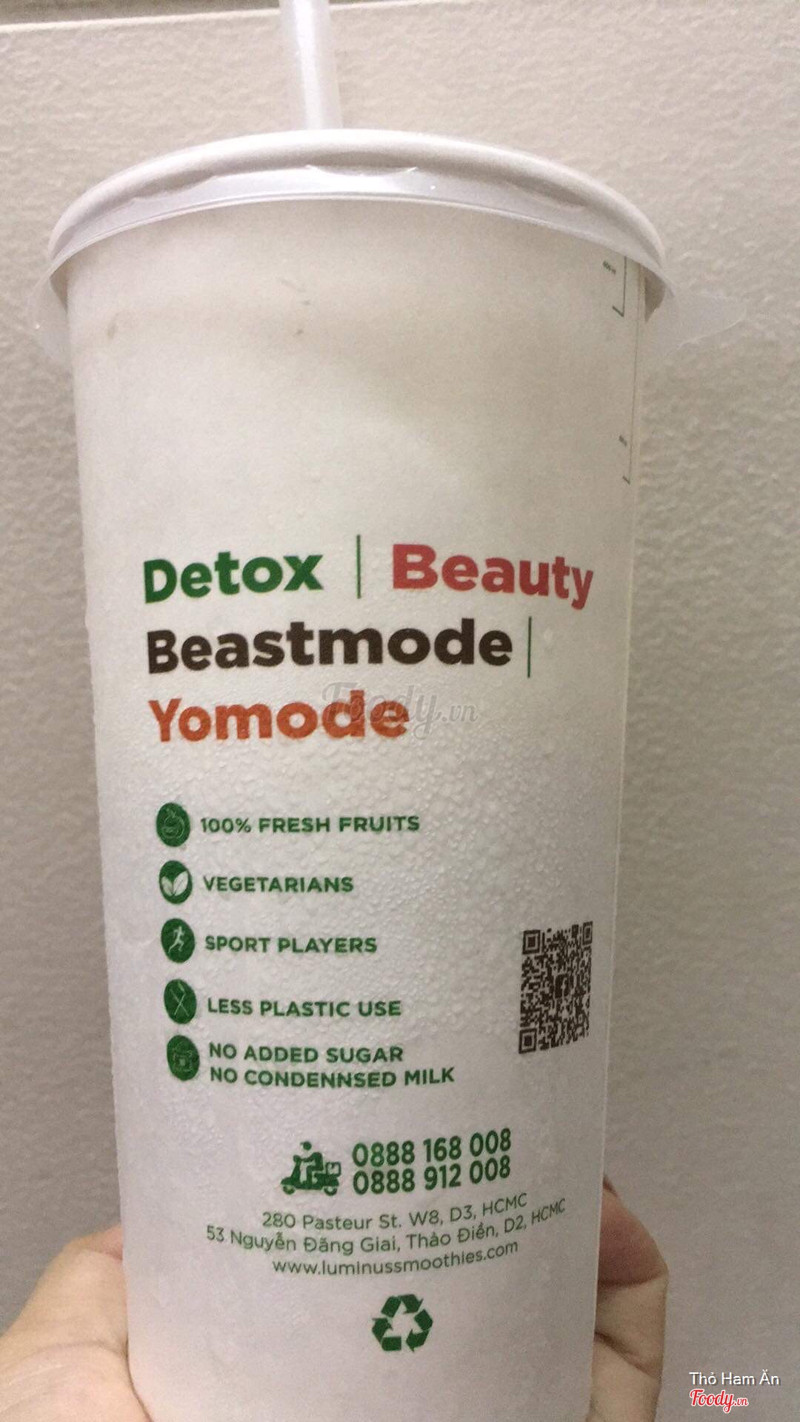 Detox | Beauty
Beastmode |
Yomode
Foody.vn
100% FRESH FRUITS
VEGETARIANS
SPORT PLAYERS
LESS PLASTIC USE
NO ADDED SUGAR
NO CONDENNSED MILK
0888 168 008
0888 912 008
280 Pasteur St. W8, D3, HCMC
53 Nguyễn Đăng Giai, Thảo Điền, D2, HCMC
www.luminussmoothies.com
Thỏ Ham Ăn
Foody.vn